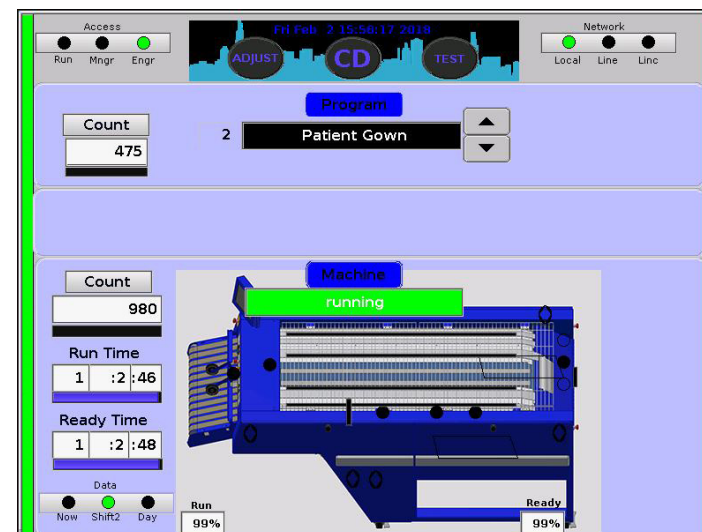 Access
Run Mngr Engr
Fri Feb 2 15:50:17 2018
ADJUST CD TEST
Network
Local Line Linc
Program
Count
475
2 Patient Gown
Machine
running
Count
980
Run Time
1 :2 :46
Ready Time
1 :2 :48
Data
Now Shift2 Day
Run
99%
Ready
99%